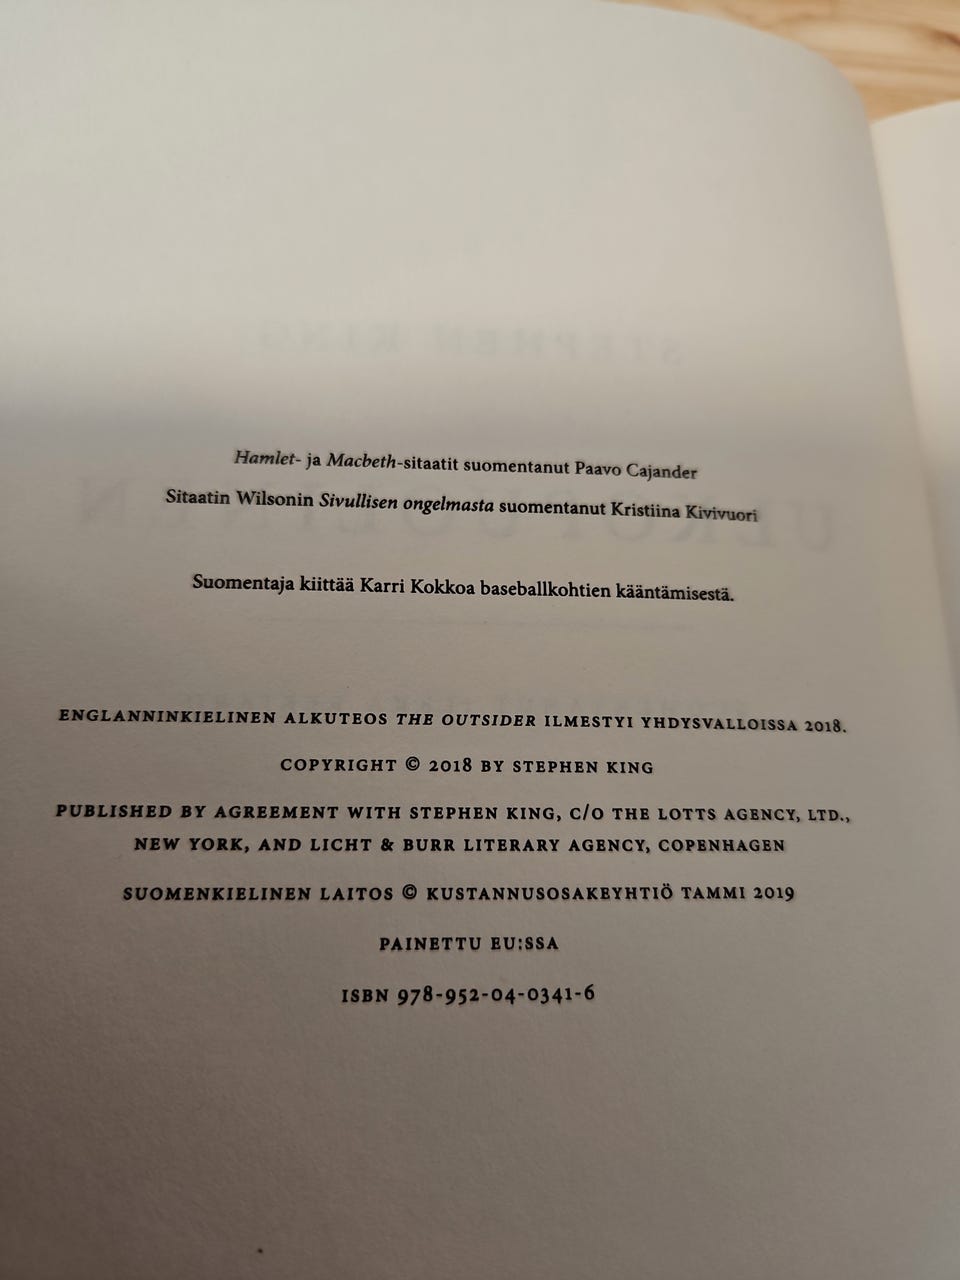 Hamlet- ja Macbeth-sitaatit suomentanut Paavo Cajander
Sitaatin Wilsonin Sivullisen ongelmasta suomentanut Kristiina Kivivuori
Suomentaja kiittää Karri Kokkoa baseballkohtien kääntämisestä.
ENGLANNINKIELINEN ALKUTEOS THE OUTSIDER ILMESTYI YHDYSVALLOISSA 2018.
COPYRIGHT © 2018 BY STEPHEN KING
PUBLISHED BY AGREEMENT WITH STEPHEN KING, C/O THE LOTTS AGENCY, LTD.,
NEW YORK, AND LICHT & BURR LITERARY AGENCY, COPENHAGEN
SUOMENKIELINEN LAITOS © KUSTANNUSOSAKEYHTIÖ TAMMI 2019
PAINETTU EU:SSA
ISBN 978-952-04-0341-6